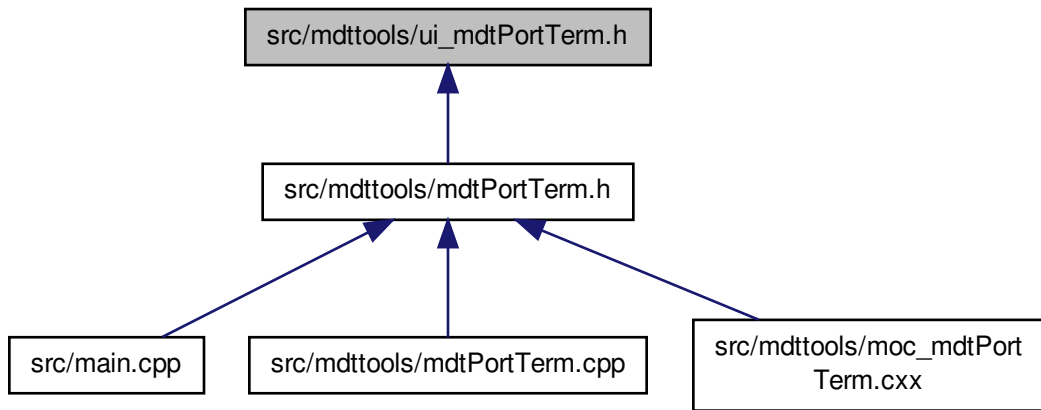 src/mdttools/ui_mdtPortTerm.h
src/mdttools/mdtPortTerm.h
src/main.cpp
src/mdttools/mdtPortTerm.cpp
src/mdttools/moc_mdtPort
Term.cxx